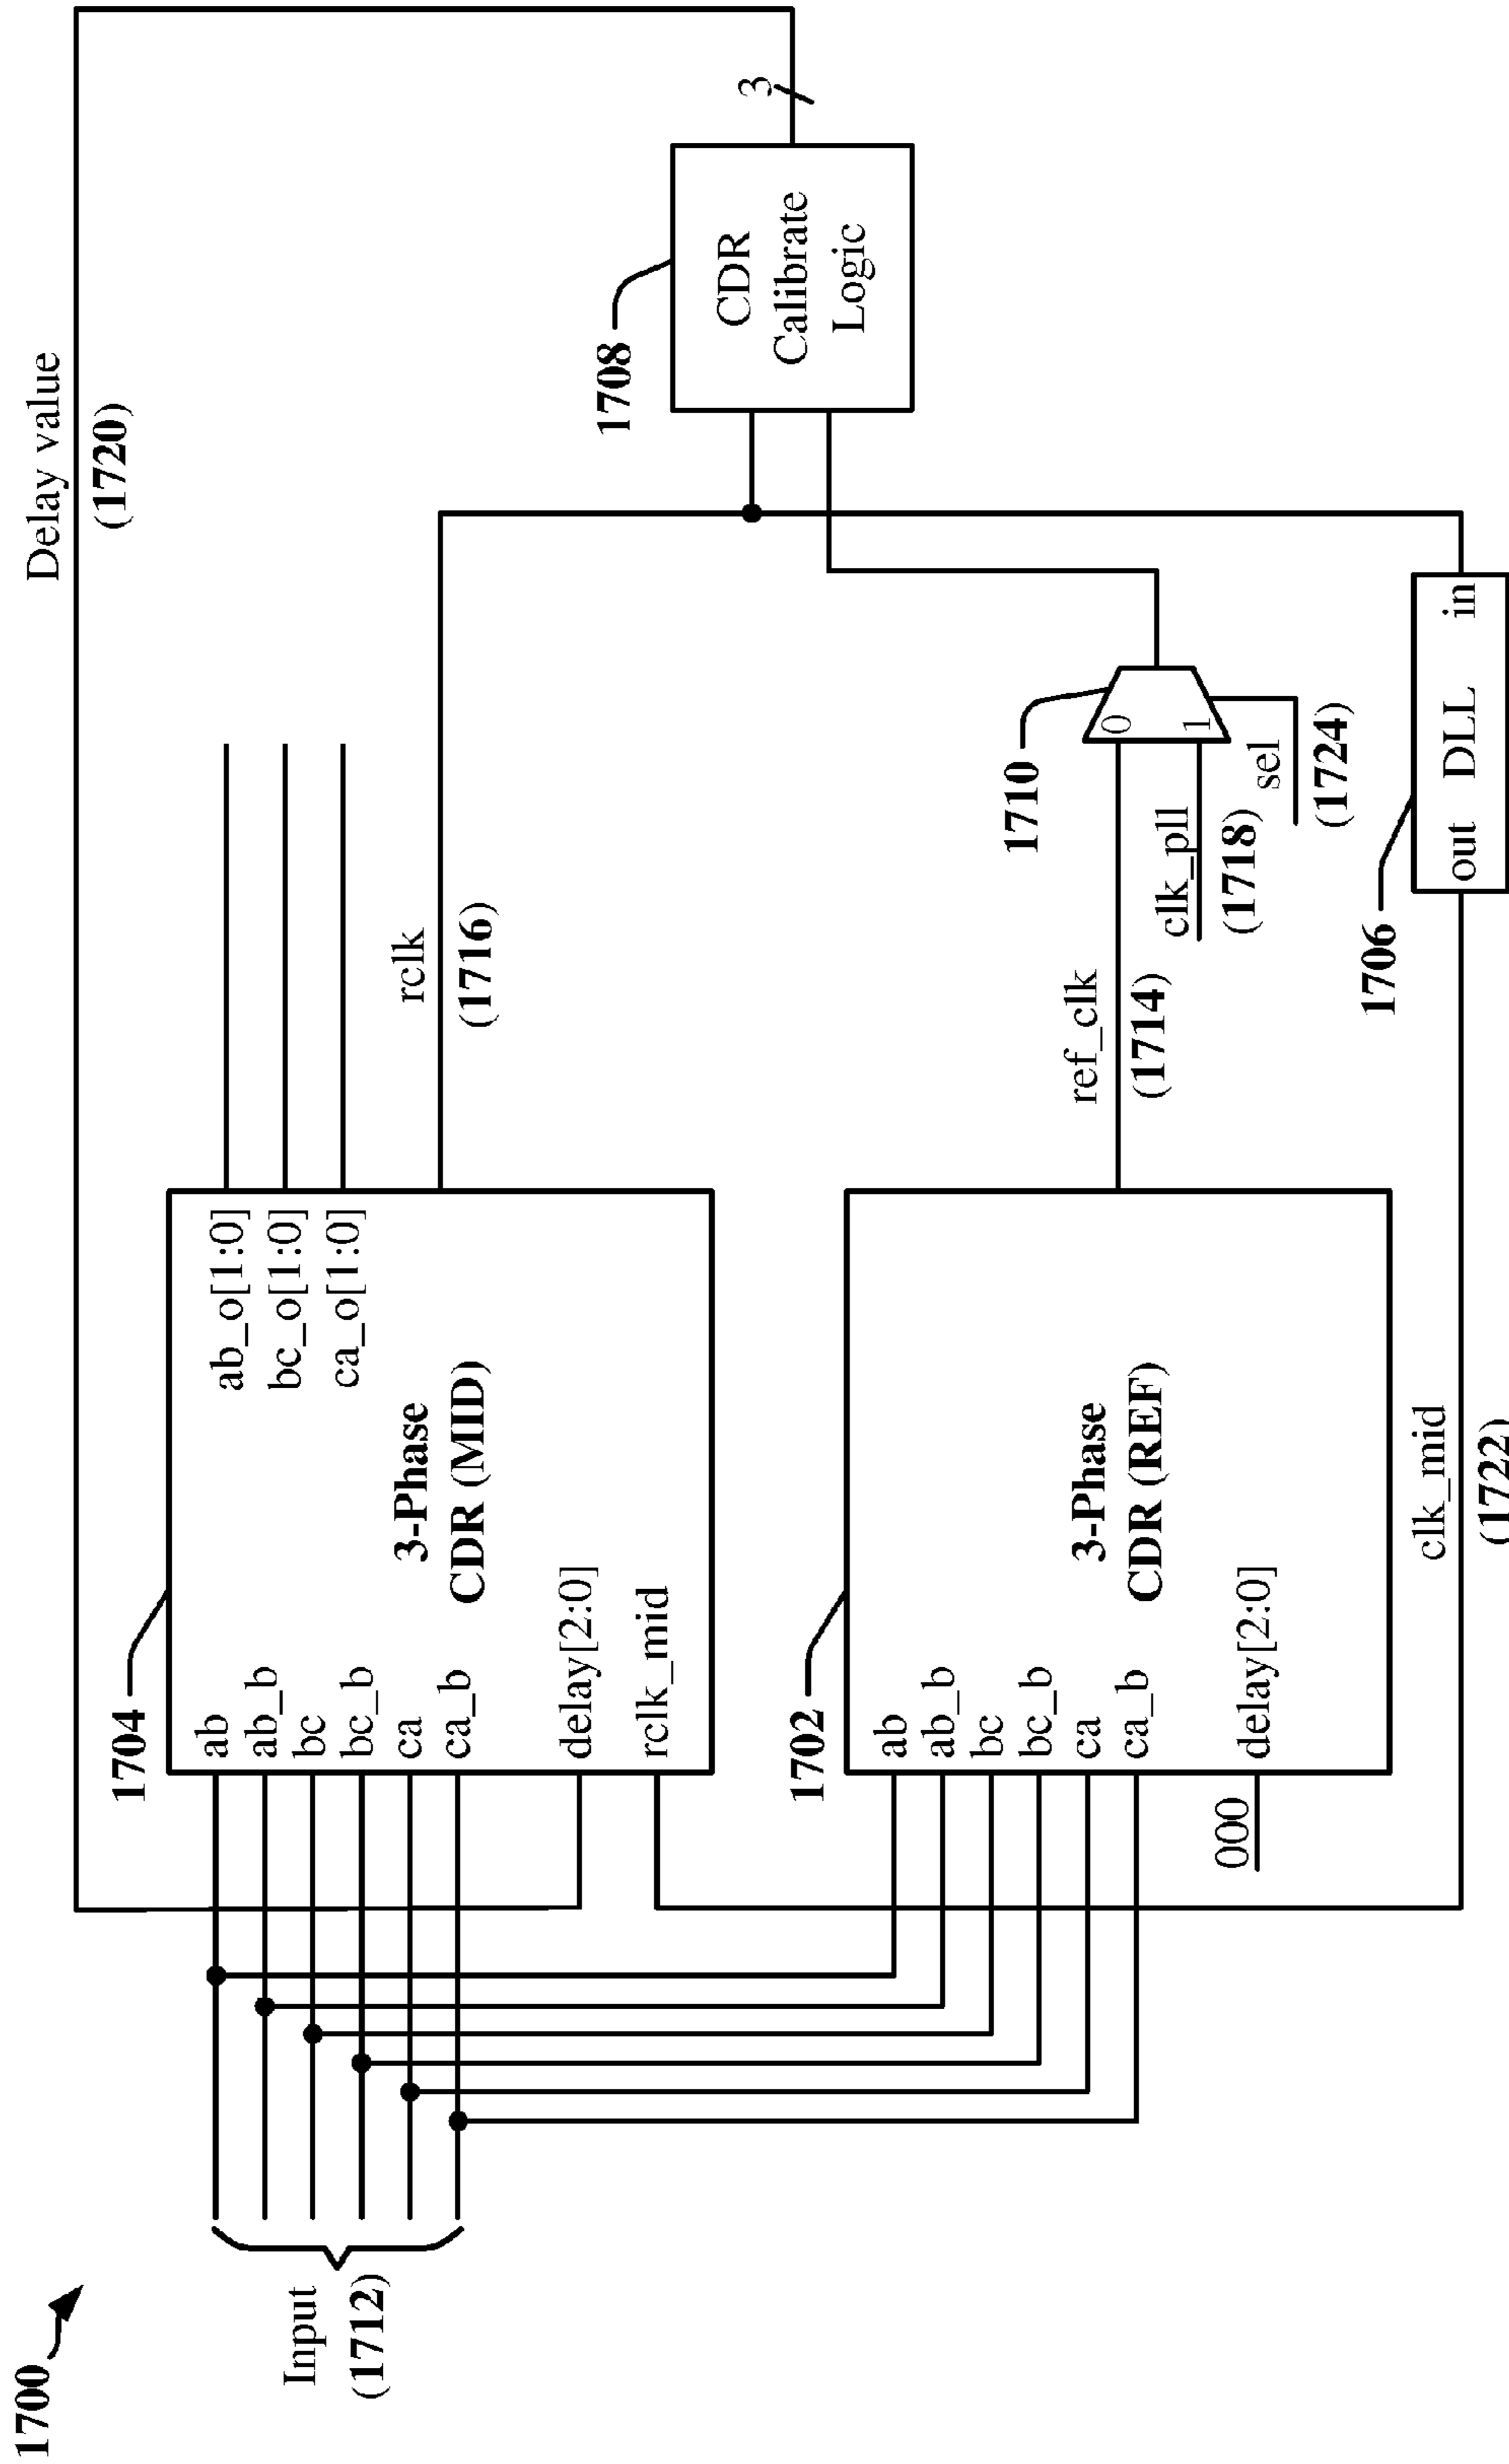 1700
Delay value
(1720)
Input
(1712)
1704
ab
ab_b
bc
bc_b
ca
ca_b
delay[2:0]
rclk_mid
3-Phase
CDR (MID)
ab_o[1:0]
bc_o[1:0]
ca_o[1:0]
rclk
(1716)
1708
CDR
Calibrate
Logic
3
1702
ab
ab_b
bc
bc_b
ca
ca_b
000
delay[2:0]
3-Phase
CDR (REF)
ref_clk
(1714)
1710
0
1
clk_pll
(1718)
sel
(1724)
1706
out DLL in
clk_mid
(1722)